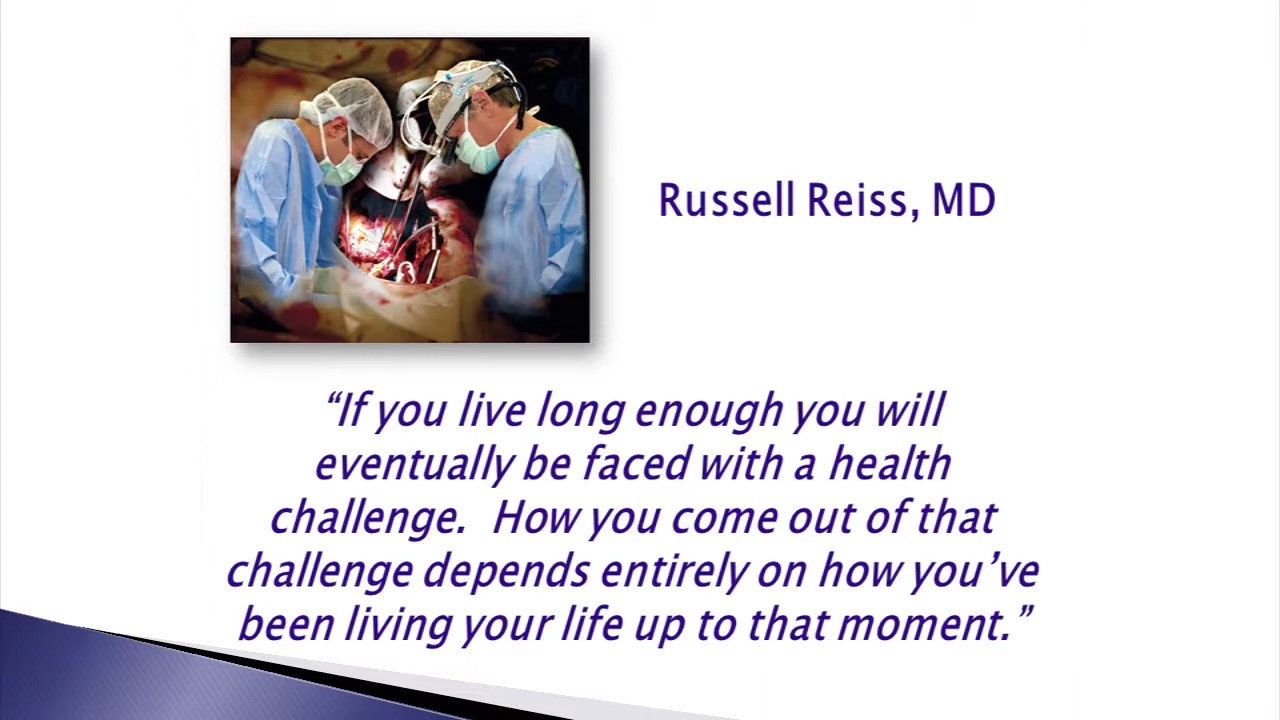 Russell Reiss, MD
“If you live long enough you will
eventually be faced with a health
challenge.  How you come out of that
challenge depends entirely on how you’ve
been living your life up to that moment.”